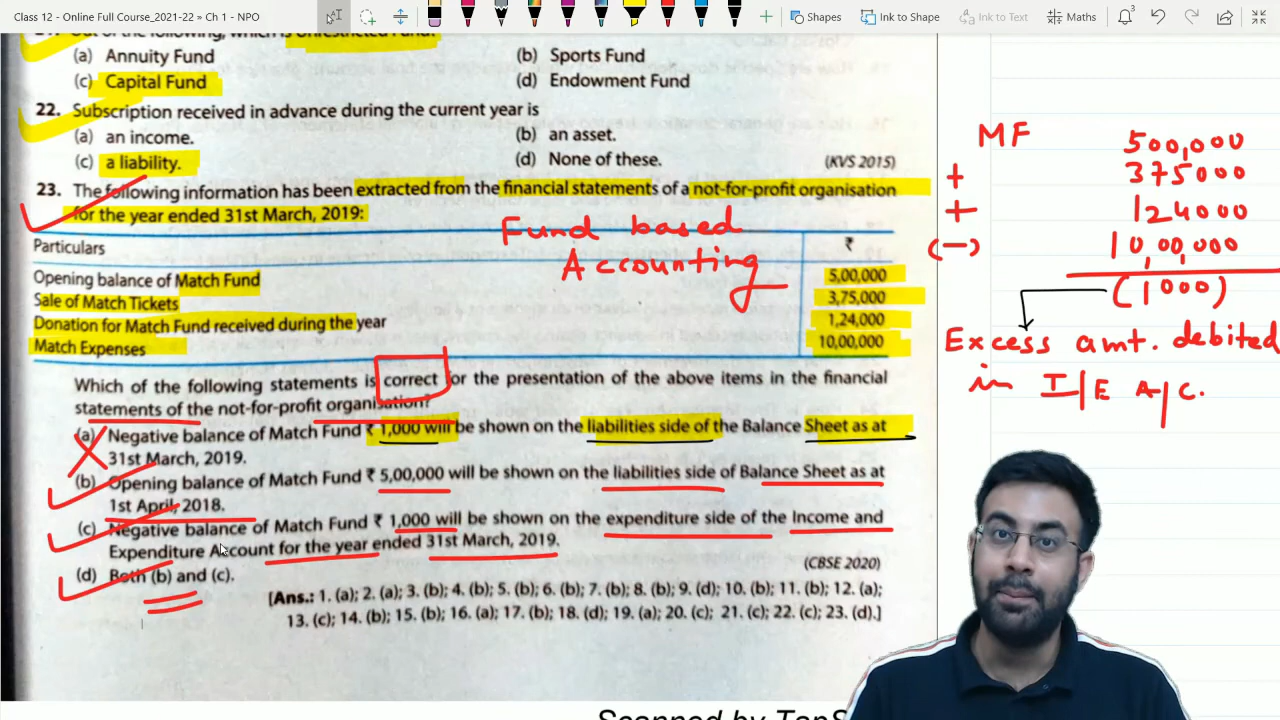 Class 12 - Online Full Course_2021-22 » Ch 1 - NPO
Shapes Ink to Shape Ink to Text Maths
21. Out of the following, which is Unrestricted Fund:
(a) Annuity Fund (b) Sports Fund
(c) Capital Fund (d) Endowment Fund
22. Subscription received in advance during the current year is
(a) an income. (b) an asset.
(c) a liability. (d) None of these. (KVS 2015)
23. The following information has been extracted from the financial statements of a not-for-profit organisation
for the year ended 31st March, 2019:
Particulars ₹
Opening balance of Match Fund 5,00,000
Sale of Match Tickets 3,75,000
Donation for Match Fund received during the year 1,24,000
Match Expenses 10,00,000
Which of the following statements is correct for the presentation of the above items in the financial
statements of the not-for-profit organisation?
(a) Negative balance of Match Fund ₹ 1,000 will be shown on the liabilities side of the Balance Sheet as at
31st March, 2019.
(b) Opening balance of Match Fund ₹ 5,00,000 will be shown on the liabilities side of Balance Sheet as at
1st April, 2018.
(c) Negative balance of Match Fund ₹ 1,000 will be shown on the expenditure side of the Income and
Expenditure Account for the year ended 31st March, 2019.
(CBSE 2020)
(d) Both (b) and (c).
[Ans.: 1. (a); 2. (a); 3. (b); 4. (b); 5. (b); 6. (b); 7. (b); 8. (b); 9. (d); 10. (b); 11. (b); 12. (a);
13. (c); 14. (b); 15. (b); 16. (a); 17. (b); 18. (d); 19. (a); 20. (c); 21. (c); 22. (c); 23. (d).]
Fund based
Accounting
MF 500,000
+ 375000
+ 124000
(-) 10,00,000
(1000)
Excess amt. debited
in I/E A/C.
Scanned by